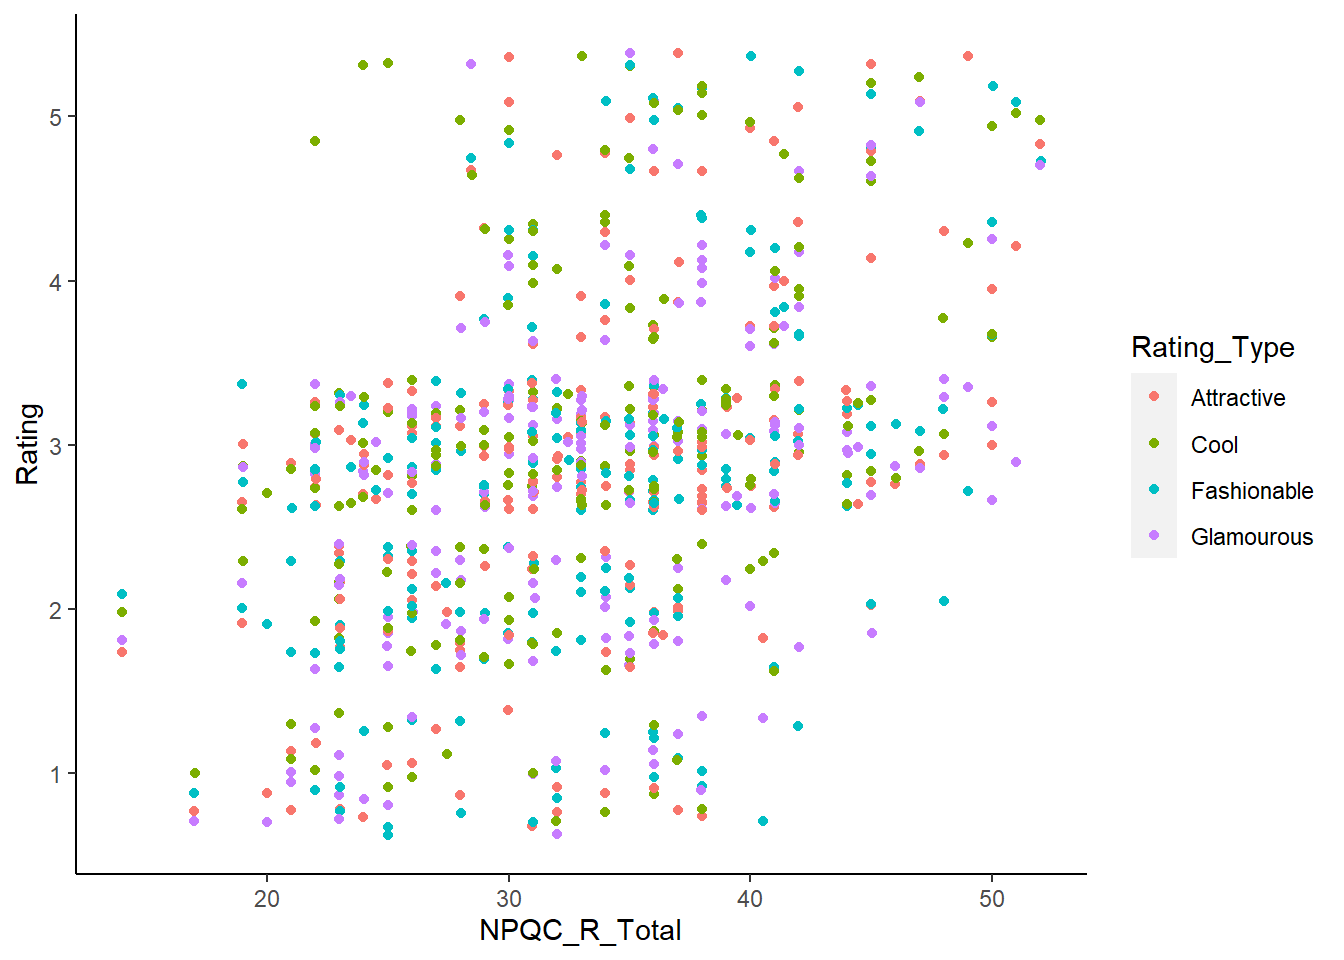 5
4
3
2
1
Rating
20 30 40 50
NPQC_R_Total
Rating_Type
Attractive
Cool
Fashionable
Glamourous